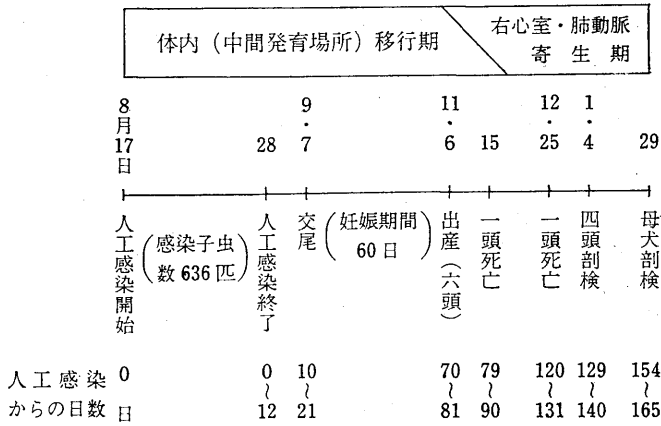 体内（中間発育場所）移行期
右心室・肺動脈
寄生期
8月17日
28
9・7
11・6
15
12・25
1・4
29
人工感染開始
（感染子虫数636匹）
人工感染終了
交尾
（妊娠期間60日）
出産（六頭）
一頭死亡
一頭死亡
四頭剖検
母犬剖検
人工感染からの日数
0日
0〜12
10〜21
70〜81
79〜90
120〜131
129〜140
154〜165